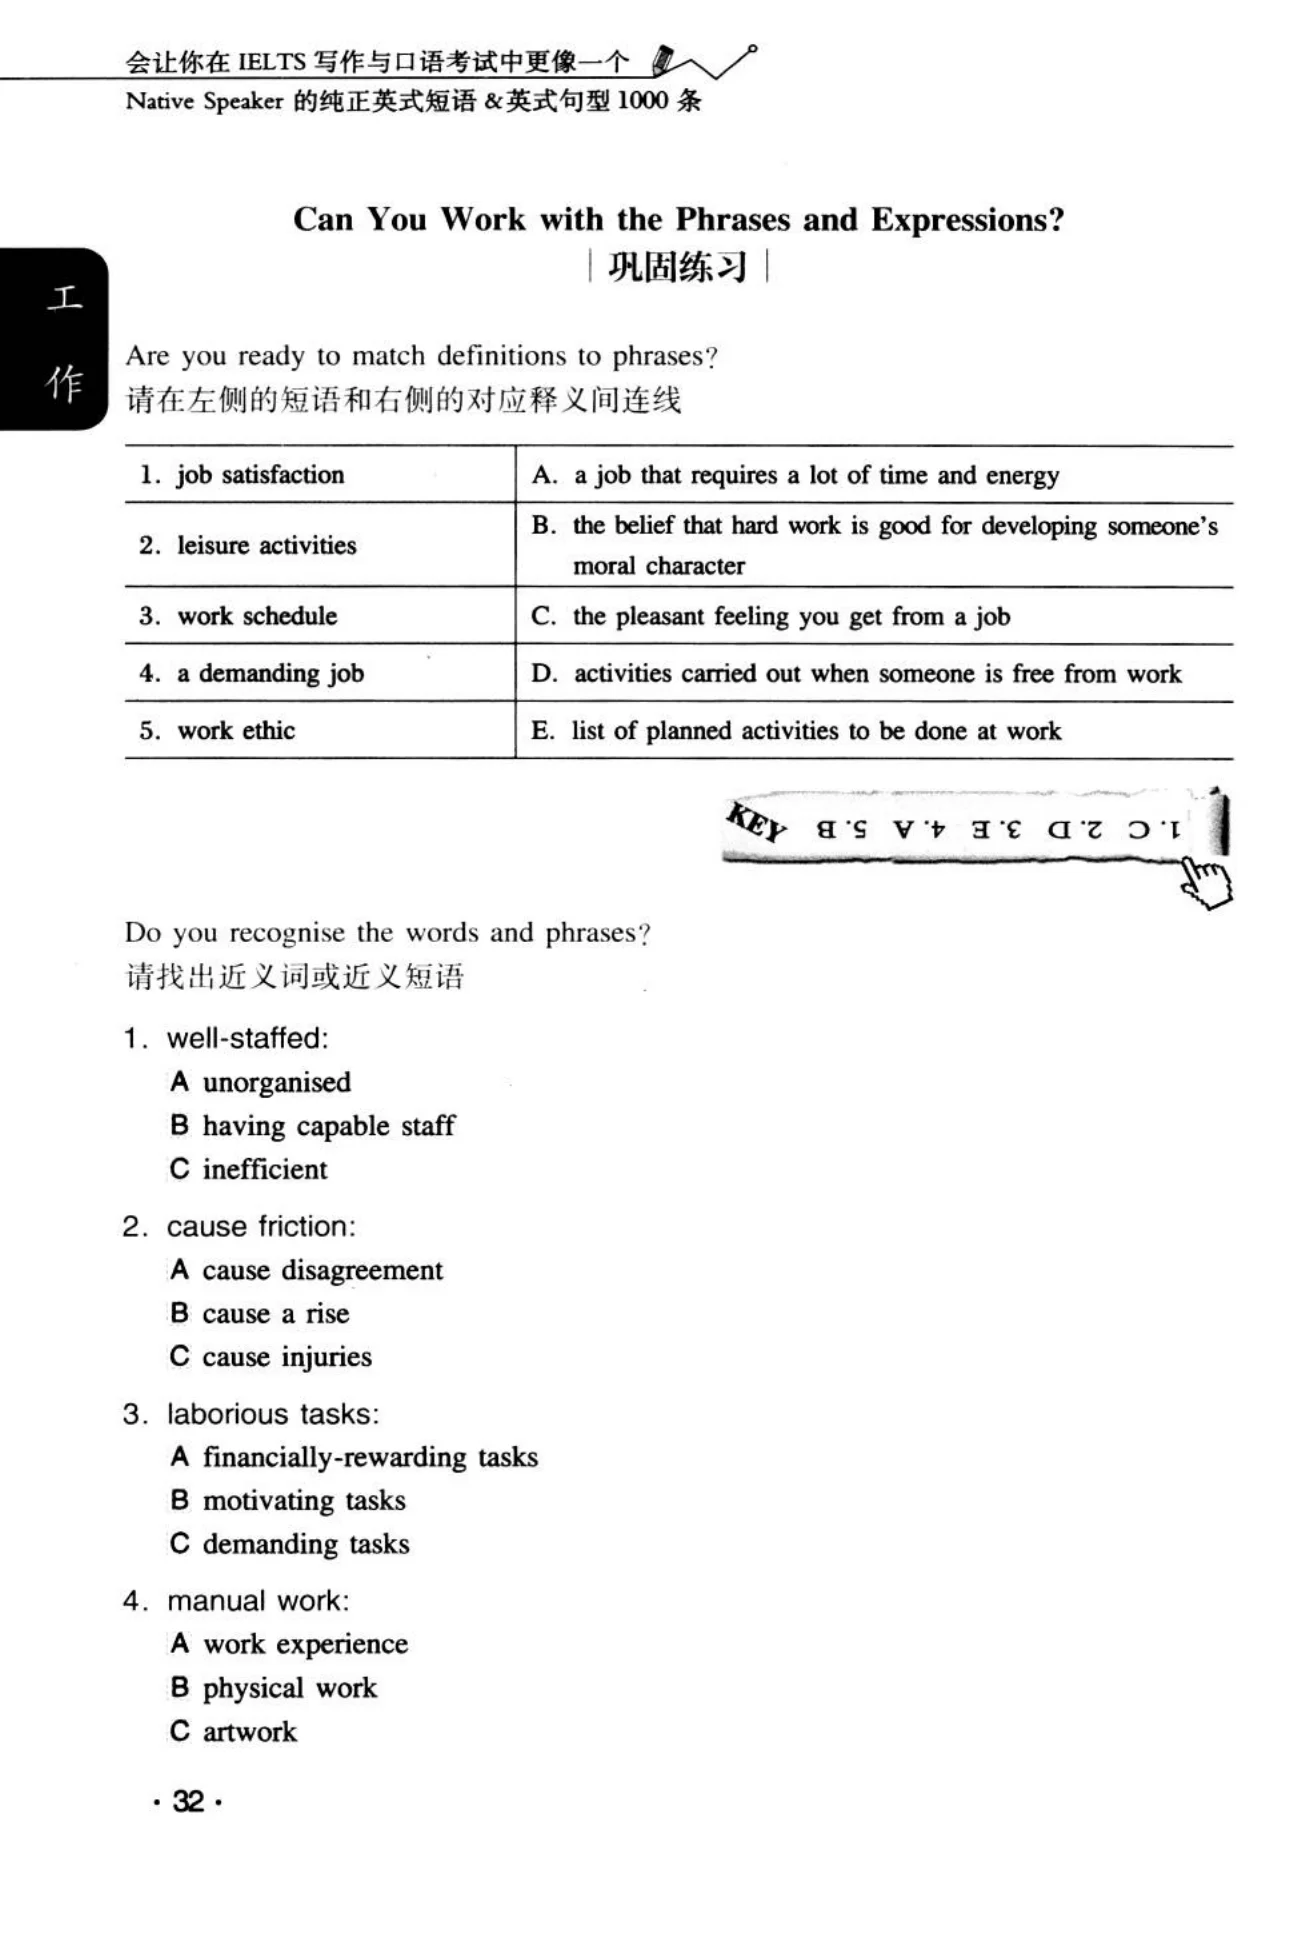 会让你在 IELTS 写作与口语考试中更像一个
Native Speaker 的纯正英式短语 &英式句型 1000 条
Can You Work with the Phrases and Expressions?
巩固练习
工
作
Are you ready to match definitions to phrases?
请在左侧的短语和右侧的对应释义间连线
1. job satisfaction
A. a job that requires a lot of time and energy
2. leisure activities
B. the belief that hard work is good for developing someone's
moral character
3. work schedule
C. the pleasant feeling you get from a job
4. a demanding job
D. activities carried out when someone is free from work
5. work ethic
E. list of planned activities to be done at work
KEY
1. C 2. D 3. E 4. A 5. B
Do you recognise the words and phrases?
请找出近义词或近义短语
1. well-staffed:
A unorganised
B having capable staff
C inefficient
2. cause friction:
A cause disagreement
B cause a rise
C cause injuries
3. laborious tasks:
A financially-rewarding tasks
B motivating tasks
C demanding tasks
4. manual work:
A work experience
B physical work
C artwork
· 32 ·